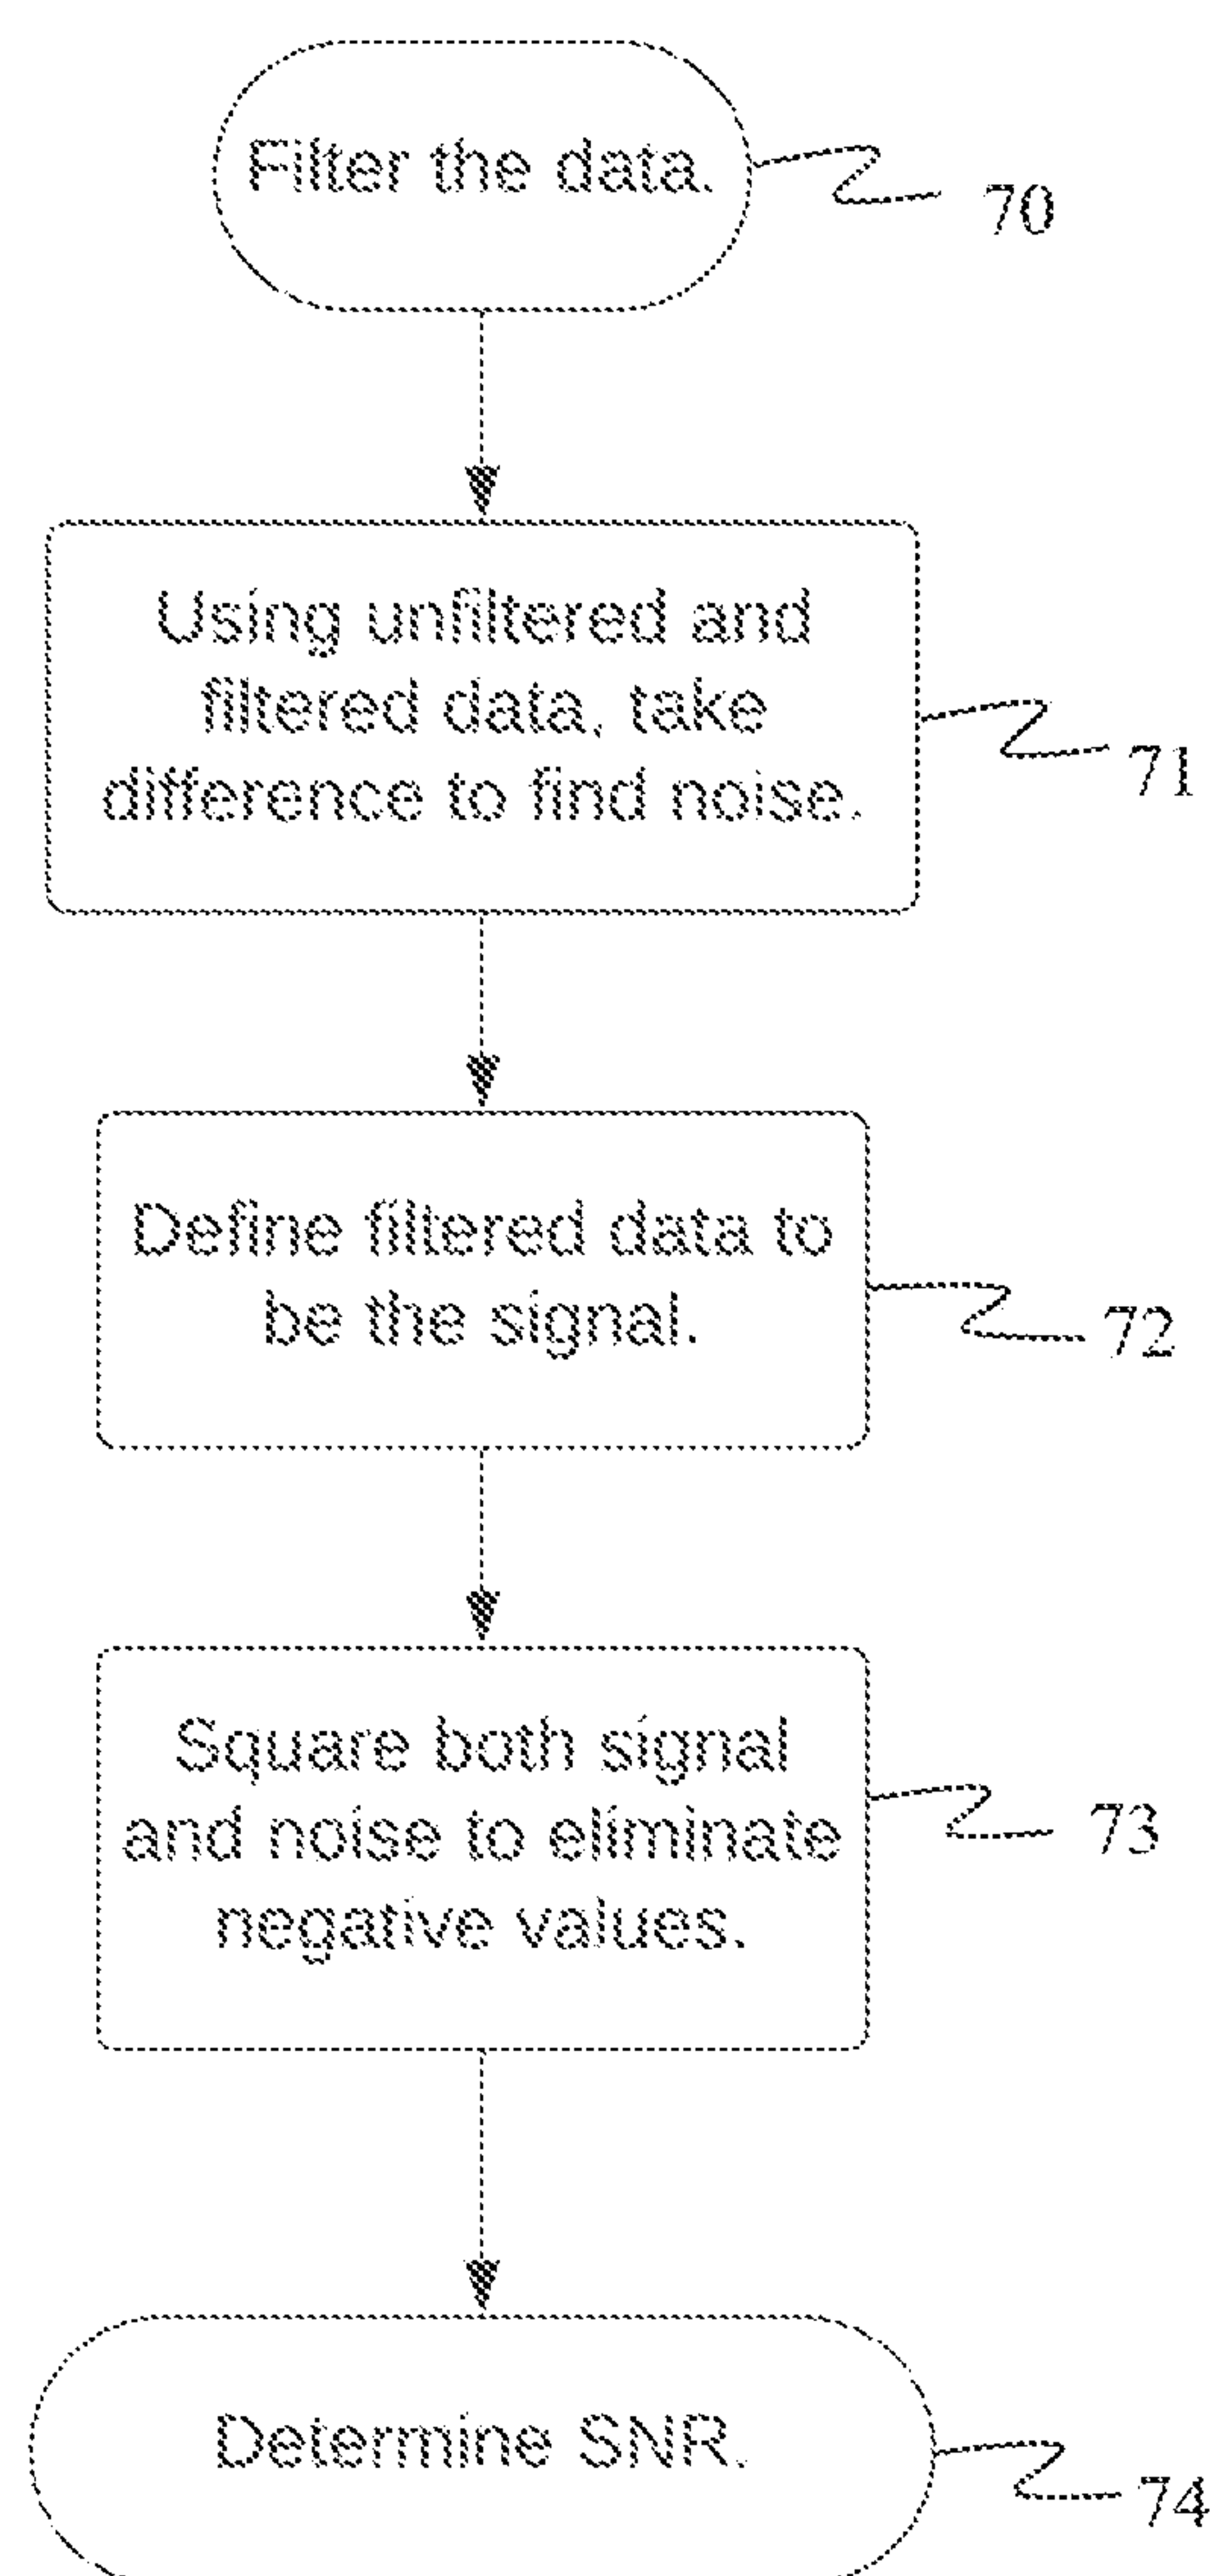 Filter the data.
70
Using unfiltered and
filtered data, take
difference to find noise.
71
Define filtered data to
be the signal.
72
Square both signal
and noise to eliminate
negative values.
73
Determine SNR.
74